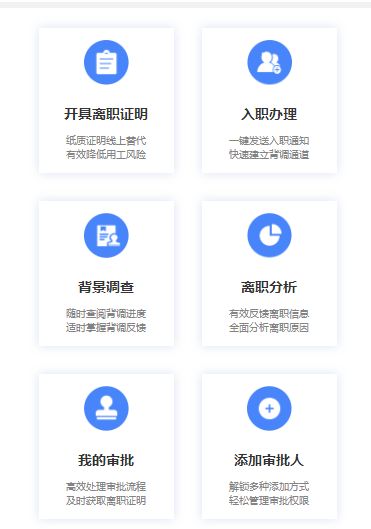 开具离职证明
纸质证明线上替代
有效降低用工风险
入职办理
一键发送入职通知
快速建立背调通道
背景调查
随时查阅背调进度
适时掌握背调反馈
离职分析
有效反馈离职信息
全面分析离职原因
我的审批
高效处理审批流程
及时获取离职证明
添加审批人
解锁多种添加方式
轻松管理审批权限